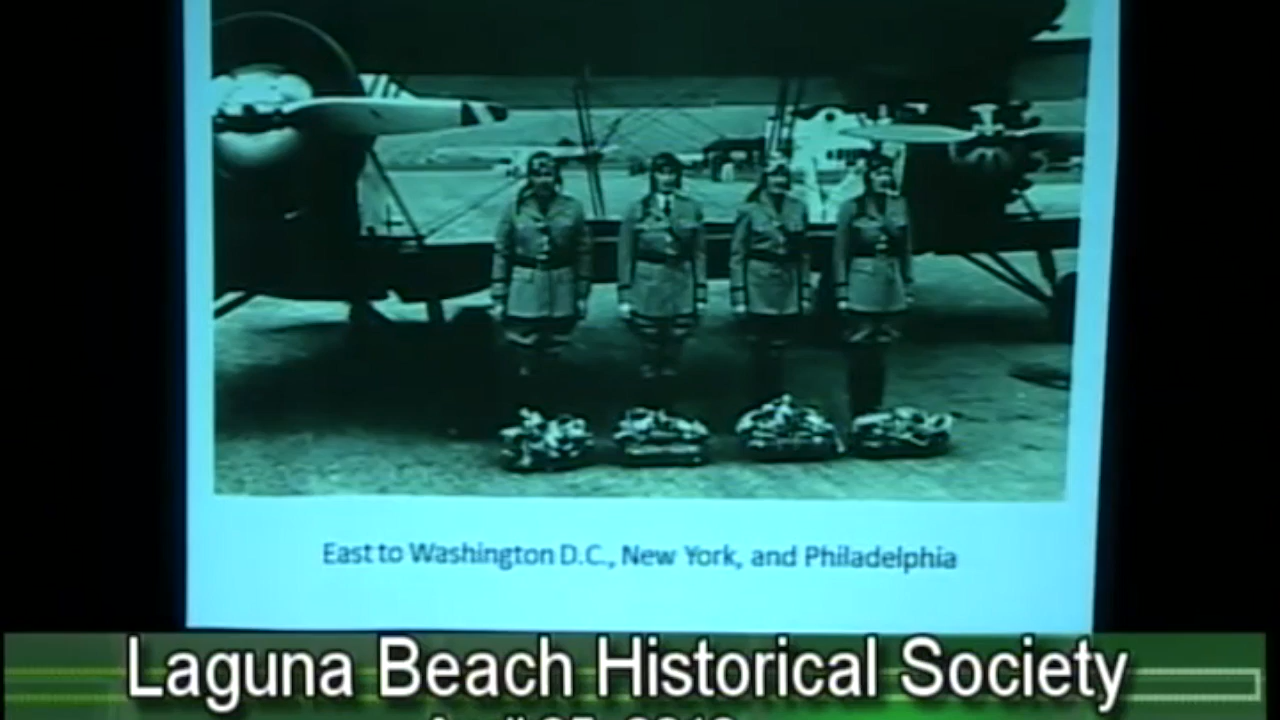 East to Washington D.C., New York, and Philadelphia
Laguna Beach Historical Society